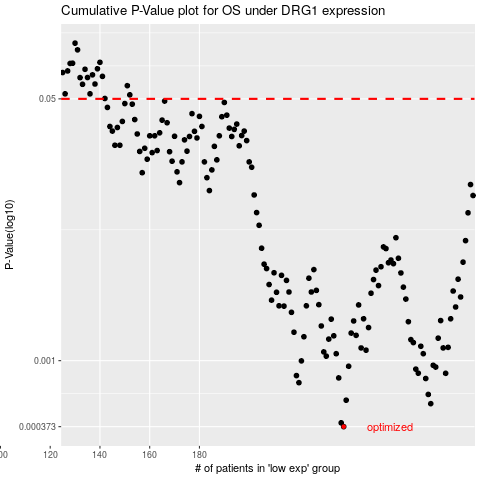 Cumulative P-Value plot for OS under DRG1 expression
P-Value(log10)
0.05
0.001
0.000373
optimized
00 120 140 160 180
# of patients in 'low exp' group